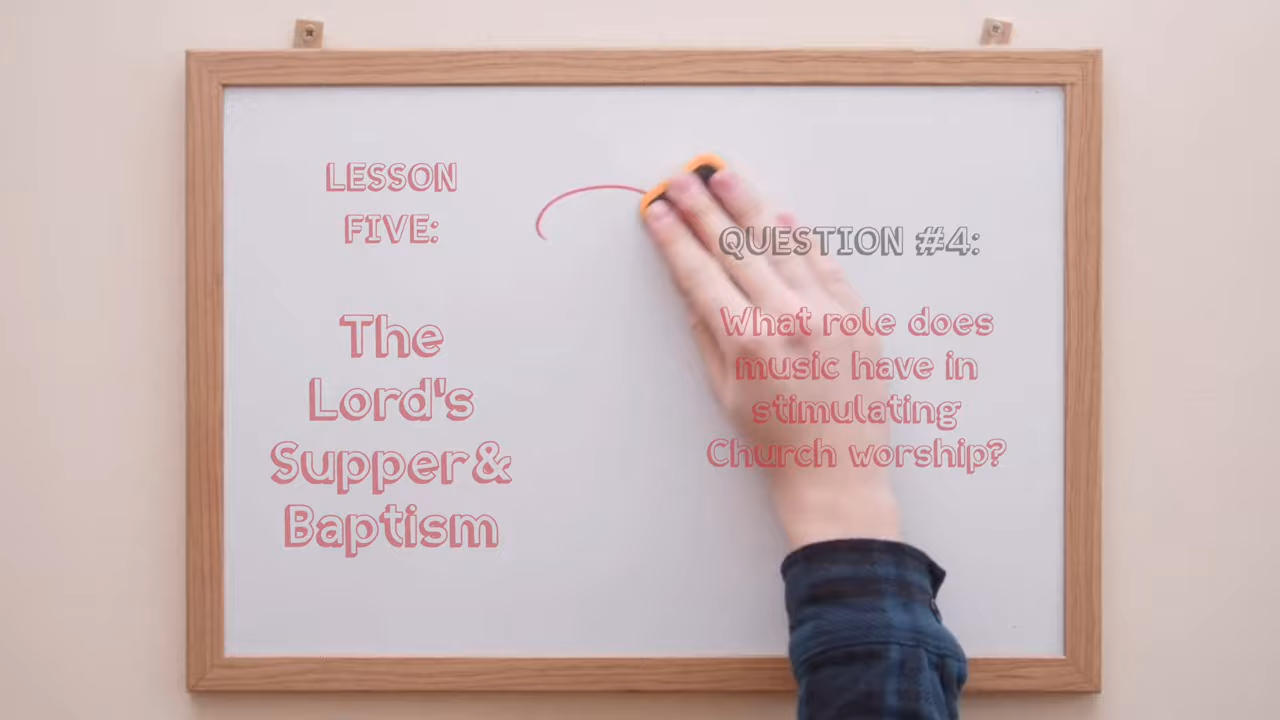 LESSON
FIVE:
The
Lord's
Supper &
Baptism
QUESTION #4:
What role does
music have in
stimulating
Church worship?